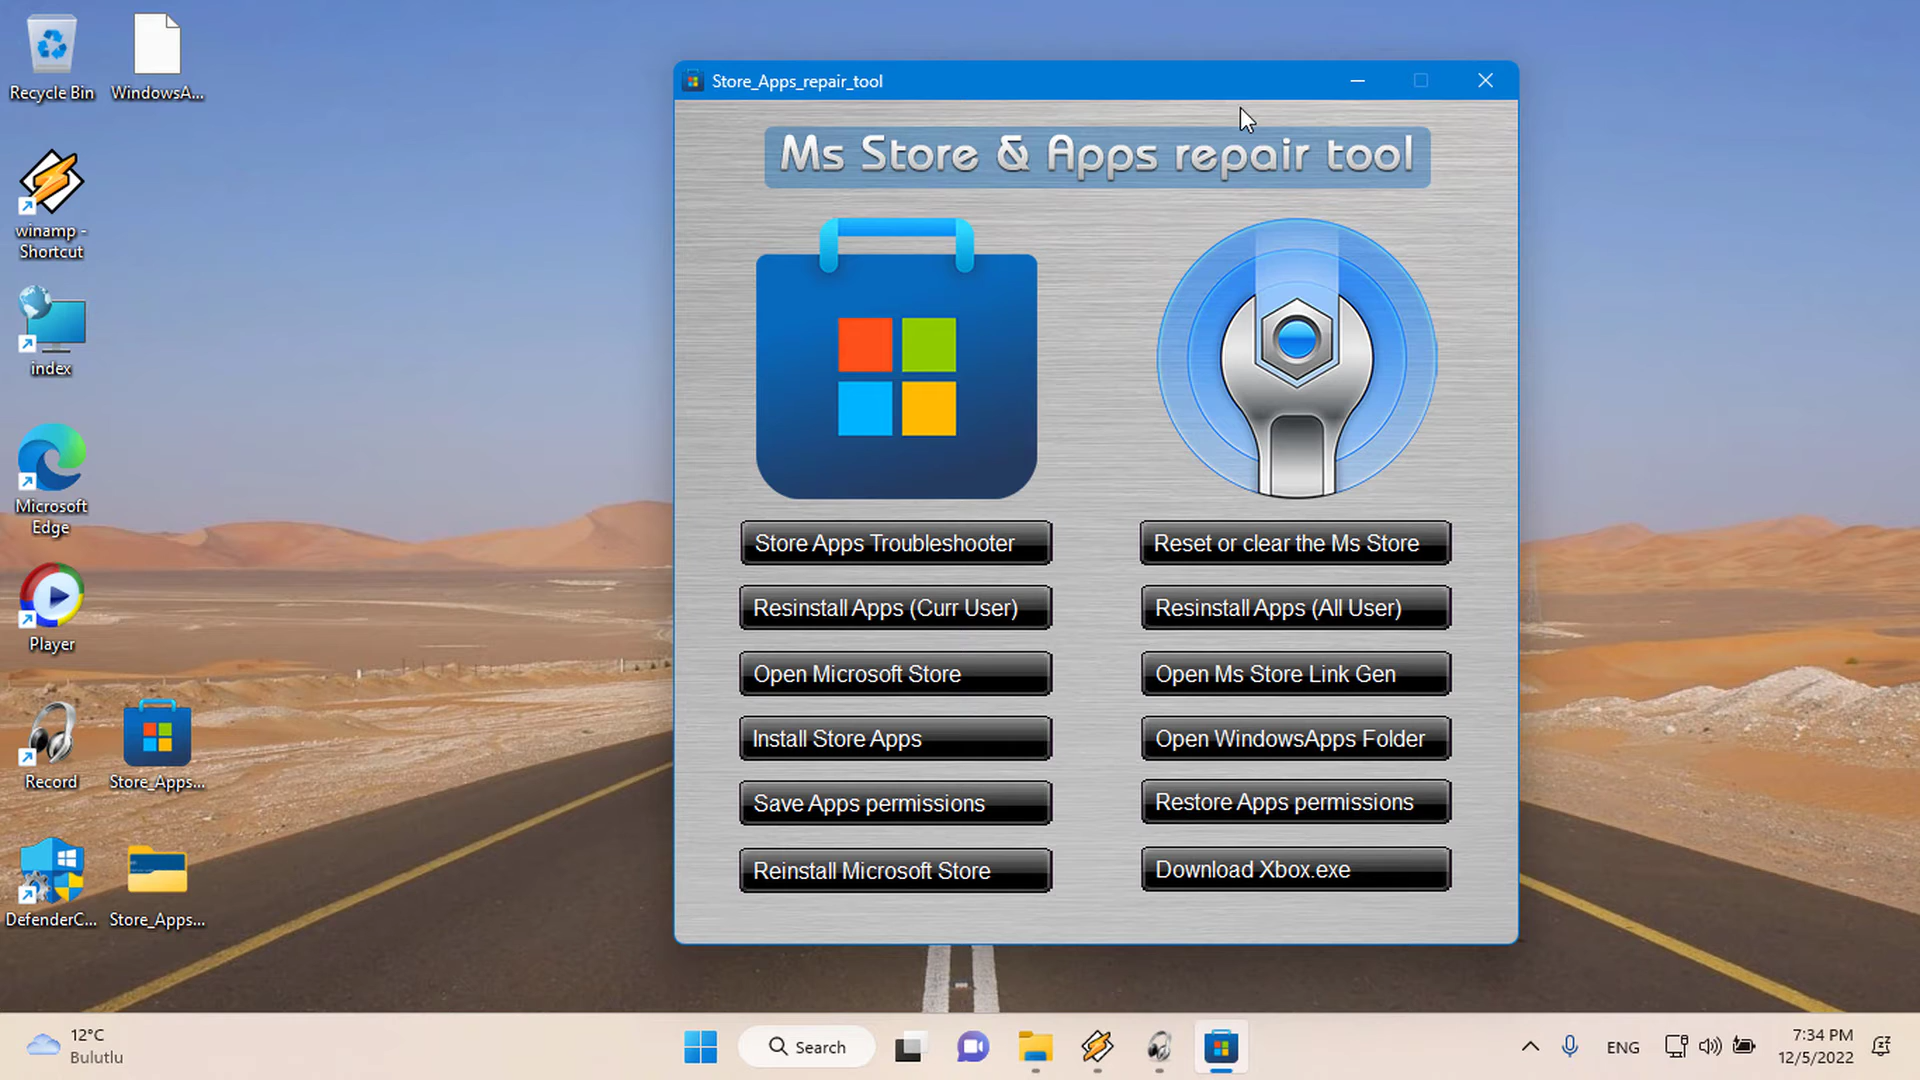 Recycle Bin
WindowsA...
winamp -
Shortcut
index
Microsoft
Edge
Player
Record
Store_Apps...
DefenderC...
Store_Apps...
Store_Apps_repair_tool
Ms Store & Apps repair tool
Store Apps Troubleshooter
Reset or clear the Ms Store
Resinstall Apps (Curr User)
Resinstall Apps (All User)
Open Microsoft Store
Open Ms Store Link Gen
Install Store Apps
Open WindowsApps Folder
Save Apps permissions
Restore Apps permissions
Reinstall Microsoft Store
Download Xbox.exe
12°C
Bulutlu
Search
ENG
7:34 PM
12/5/2022